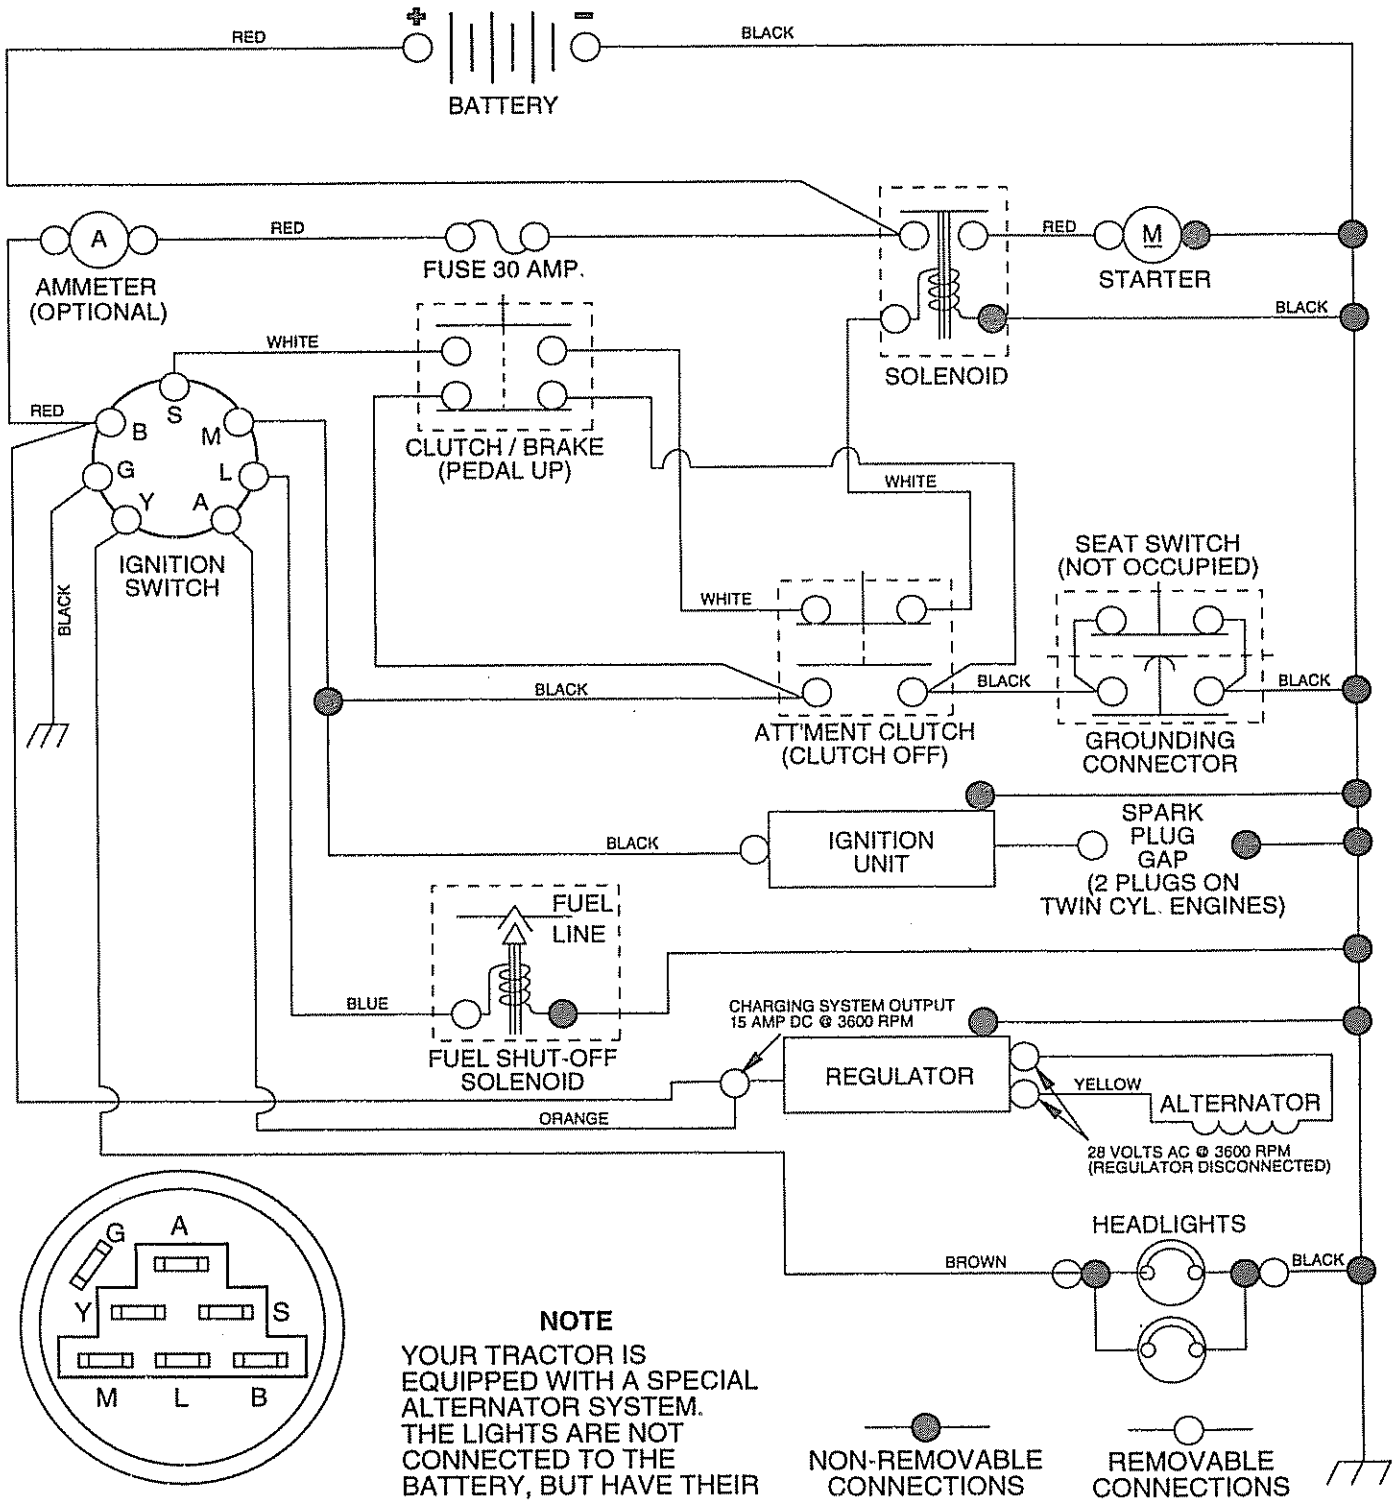 + -
RED
BLACK
BATTERY
A
RED
RED
M
FUSE 30 AMP.
STARTER
AMMETER
(OPTIONAL)
BLACK
WHITE
SOLENOID
RED
S
B
M
CLUTCH / BRAKE
(PEDAL UP)
G
L
WHITE
Y
A
IGNITION
SWITCH
SEAT SWITCH
(NOT OCCUPIED)
BLACK
WHITE
BLACK
BLACK
BLACK
ATT'MENT CLUTCH
(CLUTCH OFF)
GROUNDING
CONNECTOR
BLACK
IGNITION
UNIT
SPARK
PLUG
GAP
(2 PLUGS ON
TWIN CYL. ENGINES)
FUEL
LINE
BLUE
CHARGING SYSTEM OUTPUT
15 AMP DC @ 3600 RPM
FUEL SHUT-OFF
SOLENOID
REGULATOR
YELLOW
ALTERNATOR
ORANGE
28 VOLTS AC @ 3600 RPM
(REGULATOR DISCONNECTED)
G
A
Y
S
M
L
B
HEADLIGHTS
BROWN
BLACK
NOTE
YOUR TRACTOR IS
EQUIPPED WITH A SPECIAL
ALTERNATOR SYSTEM.
THE LIGHTS ARE NOT
CONNECTED TO THE
BATTERY, BUT HAVE THEIR
NON-REMOVABLE
CONNECTIONS
REMOVABLE
CONNECTIONS